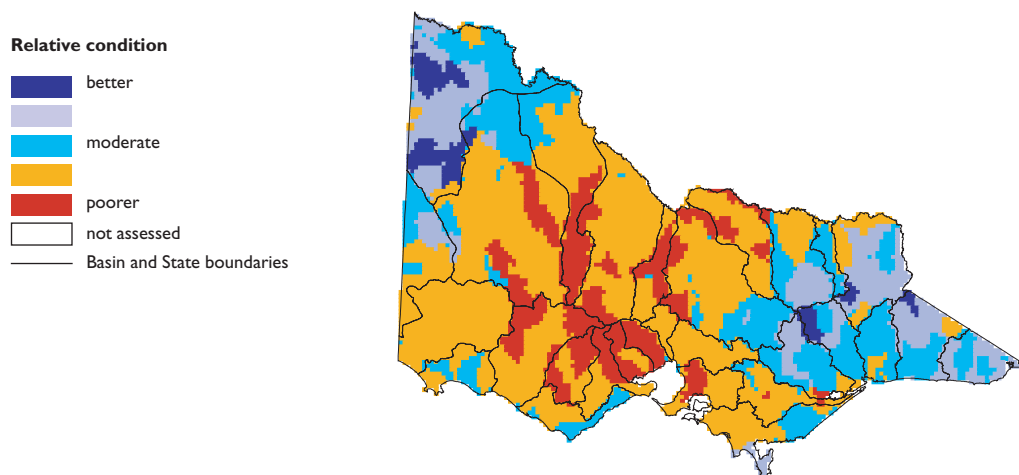 Relative condition
better
moderate
poorer
not assessed
Basin and State boundaries